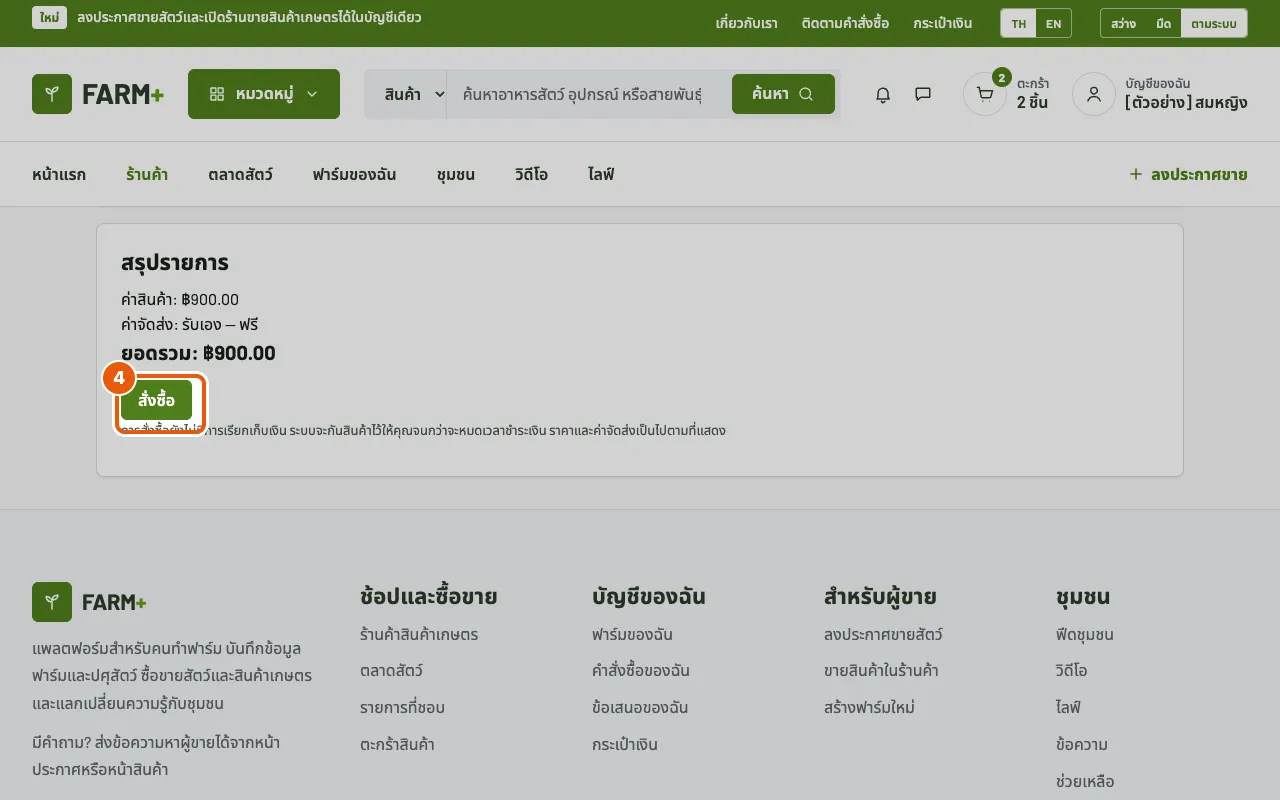 ใหม่ ลงประกาศขายสัตว์และเปิดร้านขายสินค้าเกษตรได้ในบัญชีเดียว
เกี่ยวกับเรา ติดตามคำสั่งซื้อ กระเป๋าเงิน TH EN สว่าง มืด ตามระบบ
FARM+ หมวดหมู่ สินค้า ค้นหาอาหารสัตว์ อุปกรณ์ หรือสายพันธุ์ ค้นหา
2 ตะกร้า
2 ชิ้น
บัญชีของฉัน
[ตัวอย่าง] สมหญิง
หน้าแรก ร้านค้า ตลาดสัตว์ ฟาร์มของฉัน ชุมชน วิดีโอ ไลฟ์ + ลงประกาศขาย
สรุปรายการ
ค่าสินค้า: ฿900.00
ค่าจัดส่ง: รับเอง — ฟรี
ยอดรวม: ฿900.00
4
สั่งซื้อ
การสั่งซื้อยังไม่มีการเรียกเก็บเงิน ระบบจะกันสินค้าไว้ให้คุณจนกว่าจะหมดเวลาชำระเงิน ราคาและค่าจัดส่งเป็นไปตามที่แสดง
FARM+
แพลตฟอร์มสำหรับคนทำฟาร์ม บันทึกข้อมูล
ฟาร์มและปศุสัตว์ ซื้อขายสัตว์และสินค้าเกษตร
และแลกเปลี่ยนความรู้กับชุมชน
มีคำถาม? ส่งข้อความหาผู้ขายได้จากหน้า
ประกาศหรือหน้าสินค้า
ช้อปและซื้อขาย
ร้านค้าสินค้าเกษตร
ตลาดสัตว์
รายการที่ชอบ
ตะกร้าสินค้า
บัญชีของฉัน
ฟาร์มของฉัน
คำสั่งซื้อของฉัน
ข้อเสนอของฉัน
กระเป๋าเงิน
สำหรับผู้ขาย
ลงประกาศขายสัตว์
ขายสินค้าในร้านค้า
สร้างฟาร์มใหม่
ชุมชน
ฟีดชุมชน
วิดีโอ
ไลฟ์
ข้อความ
ช่วยเหลือ